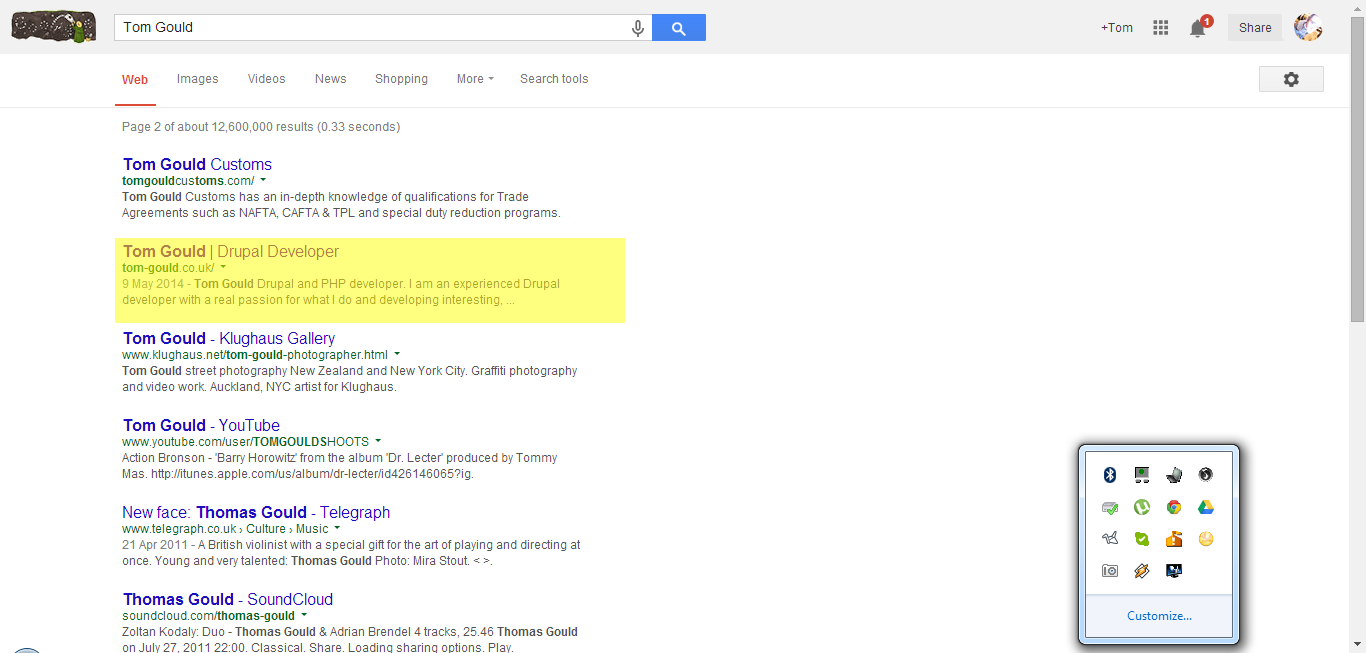 Tom Gould
+Tom
1
Share
Web Images Videos News Shopping More Search tools
Page 2 of about 12,600,000 results (0.33 seconds)
Tom Gould Customs
tomgouldcustoms.com/
Tom Gould Customs has an in-depth knowledge of qualifications for Trade
Agreements such as NAFTA, CAFTA & TPL and special duty reduction programs.
Tom Gould | Drupal Developer
tom-gould.co.uk/
9 May 2014 - Tom Gould Drupal and PHP developer. I am an experienced Drupal
developer with a real passion for what I do and developing interesting, ...
Tom Gould - Klughaus Gallery
www.klughaus.net/tom-gould-photographer.html
Tom Gould street photography New Zealand and New York City. Graffiti photography
and video work. Auckland, NYC artist for Klughaus.
Tom Gould - YouTube
www.youtube.com/user/TOMGOULDSHOOTS
Action Bronson - 'Barry Horowitz' from the album 'Dr. Lecter' produced by Tommy
Mas. http://itunes.apple.com/us/album/dr-lecter/id426146065?ig.
New face: Thomas Gould - Telegraph
www.telegraph.co.uk › Culture › Music
21 Apr 2011 - A British violinist with a special gift for the art of playing and directing at
once. Young and very talented: Thomas Gould Photo: Mira Stout. < >.
Thomas Gould - SoundCloud
soundcloud.com/thomas-gould
Zoltan Kodaly: Duo - Thomas Gould & Adrian Brendel 4 tracks, 25.46 Thomas Gould
on July 27, 2011 22:00. Classical. Share. Loading sharing options. Play.
Customize...